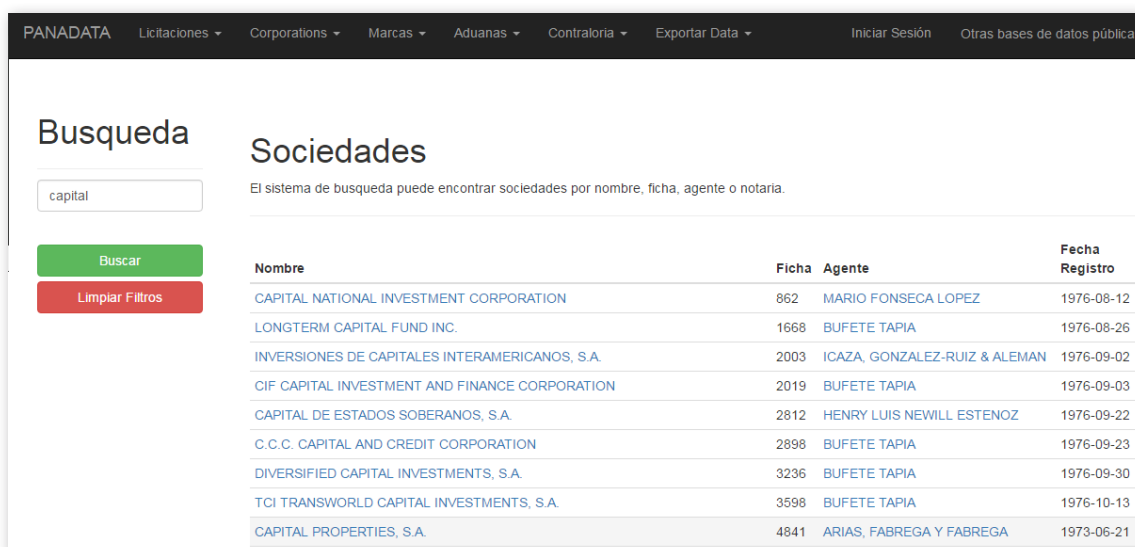 PANADATA Licitaciones Corporations Marcas Aduanas Contraloria Exportar Data Iniciar Sesión Otras bases de datos pública
Busqueda
capital
Buscar
Limpiar Filtros
Sociedades
El sistema de busqueda puede encontrar sociedades por nombre, ficha, agente o notaria.
Nombre Ficha Agente Fecha Registro
CAPITAL NATIONAL INVESTMENT CORPORATION 862 MARIO FONSECA LOPEZ 1976-08-12
LONGTERM CAPITAL FUND INC. 1668 BUFETE TAPIA 1976-08-26
INVERSIONES DE CAPITALES INTERAMERICANOS, S.A. 2003 ICAZA, GONZALEZ-RUIZ & ALEMAN 1976-09-02
CIF CAPITAL INVESTMENT AND FINANCE CORPORATION 2019 BUFETE TAPIA 1976-09-03
CAPITAL DE ESTADOS SOBERANOS, S.A. 2812 HENRY LUIS NEWILL ESTENOZ 1976-09-22
C.C.C. CAPITAL AND CREDIT CORPORATION 2898 BUFETE TAPIA 1976-09-23
DIVERSIFIED CAPITAL INVESTMENTS, S.A. 3236 BUFETE TAPIA 1976-09-30
TCI TRANSWORLD CAPITAL INVESTMENTS, S.A. 3598 BUFETE TAPIA 1976-10-13
CAPITAL PROPERTIES, S.A. 4841 ARIAS, FABREGA Y FABREGA 1973-06-21